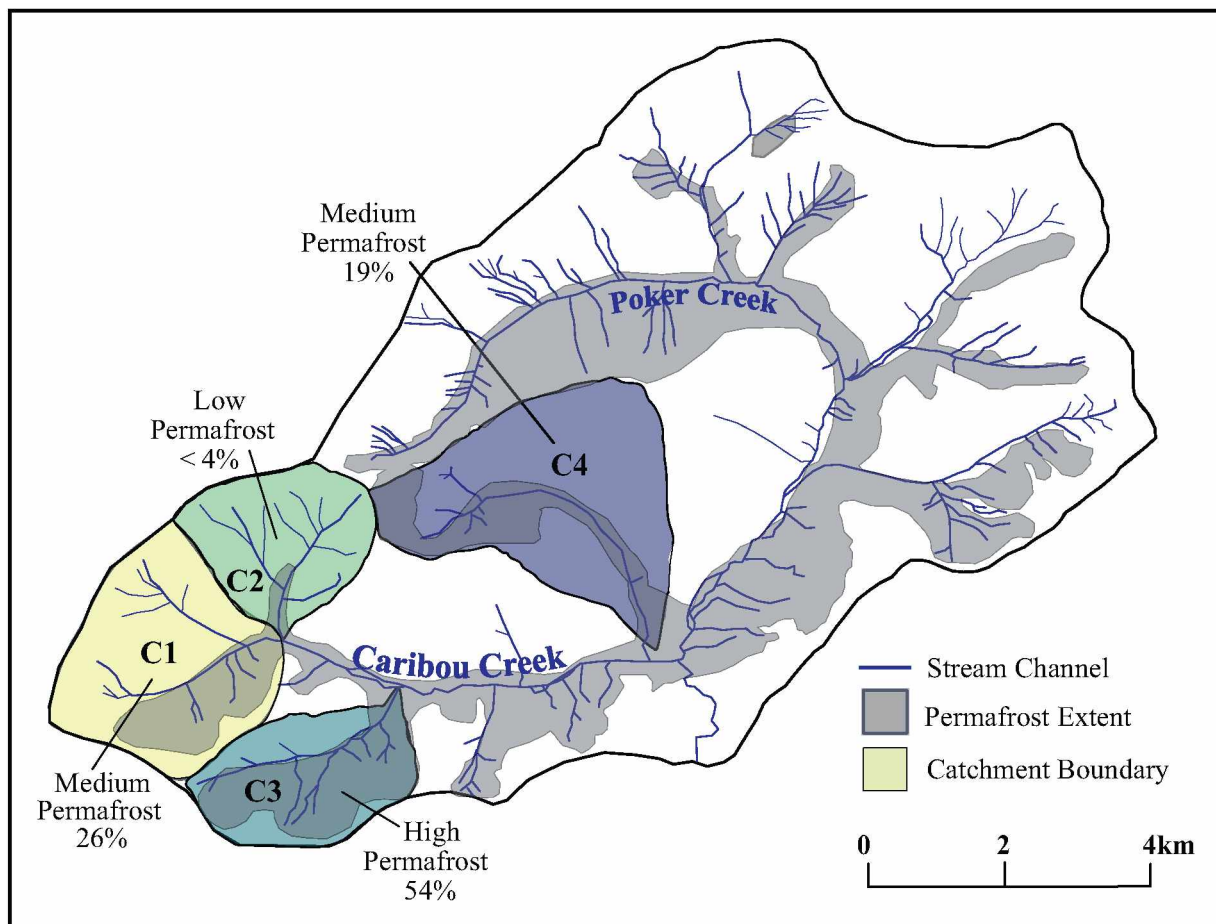 Medium
Permafrost
19%
Poker Creek
Low
Permafrost
< 4%
C4
C2
C1
Caribou Creek
Stream Channel
Permafrost Extent
Catchment Boundary
Medium
Permafrost
26%
C3
High
Permafrost
54%
0 2 4km